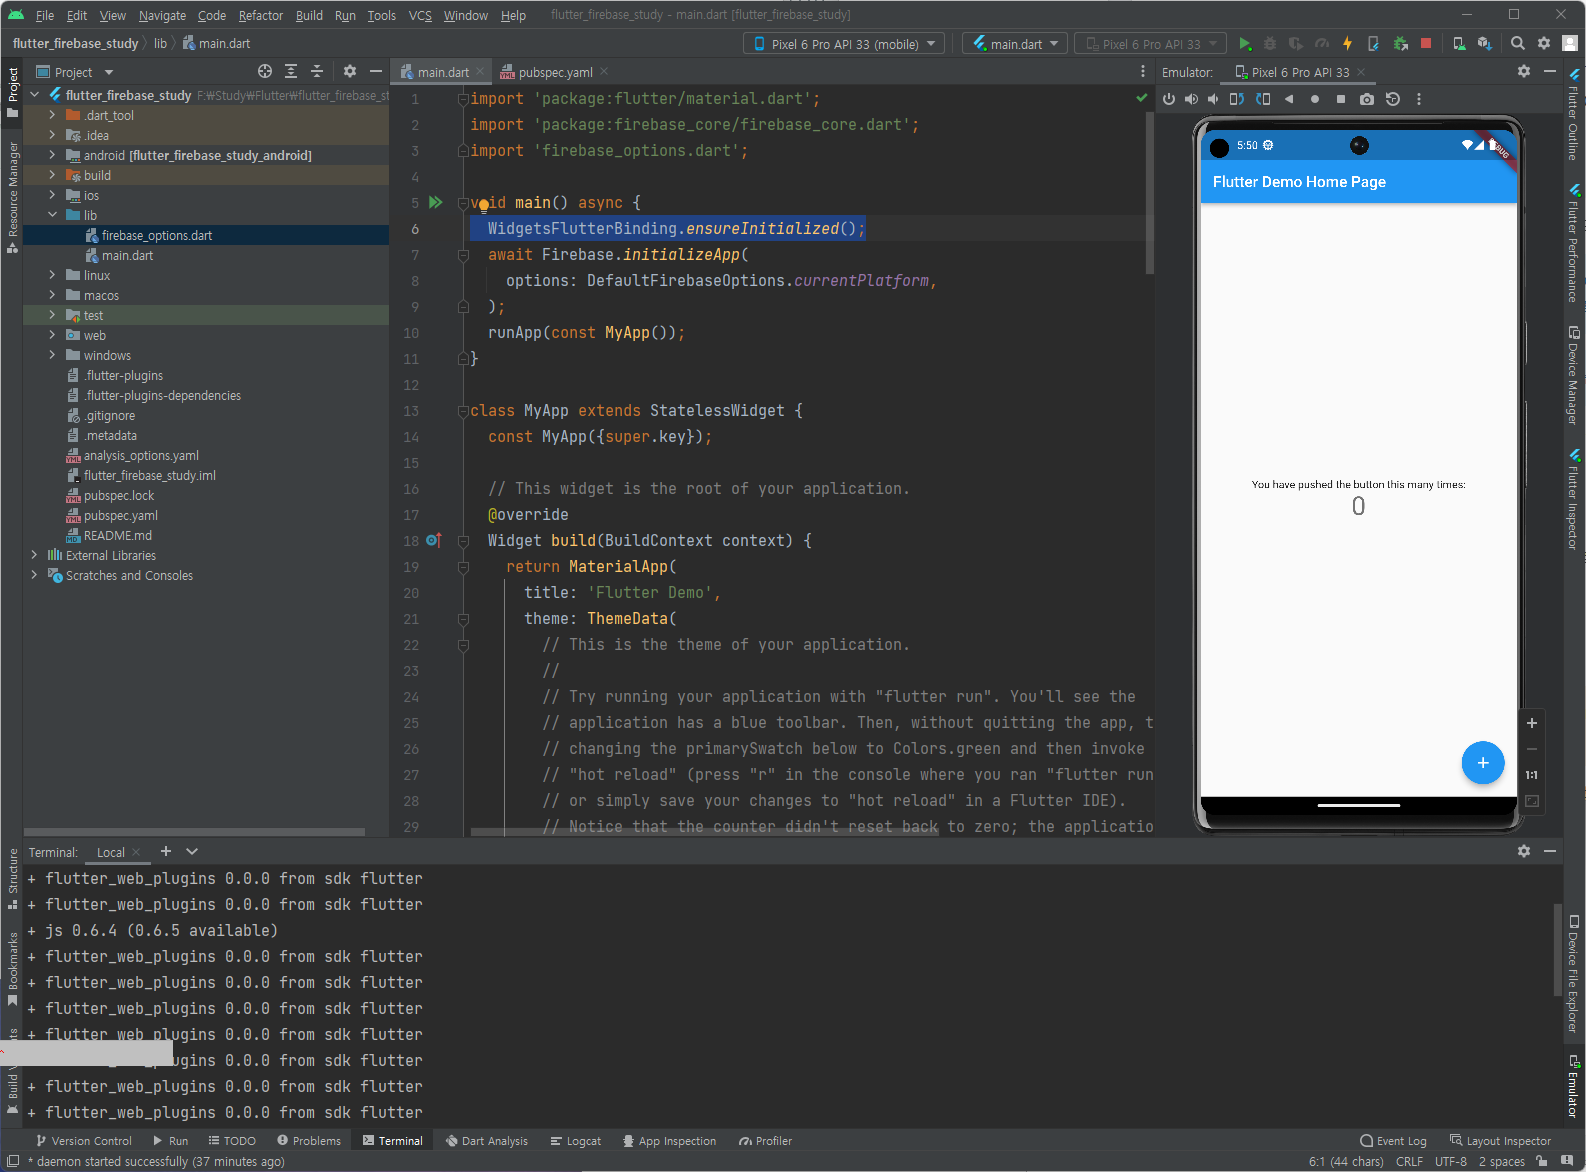 File Edit View Navigate Code Refactor Build Run Tools VCS Window Help flutter_firebase_study - main.dart [flutter_firebase_study]
flutter_firebase_study lib main.dart Pixel 6 Pro API 33 (mobile) main.dart Pixel 6 Pro API 33
Project
main.dart
pubspec.yaml
Emulator: Pixel 6 Pro API 33
flutter_firebase_study F:₩Study₩Flutter₩flutter_firebase_st
.dart_tool
.idea
android [flutter_firebase_study_android]
build
ios
lib
firebase_options.dart
main.dart
linux
macos
test
web
windows
.flutter-plugins
.flutter-plugins-dependencies
.gitignore
.metadata
analysis_options.yaml
flutter_firebase_study.iml
pubspec.lock
pubspec.yaml
README.md
External Libraries
Scratches and Consoles
Project
Resource Manager
Structure
Bookmarks
Build
1 import 'package:flutter/material.dart';
2 import 'package:firebase_core/firebase_core.dart';
3 import 'firebase_options.dart';
4
5 void main() async {
6 WidgetsFlutterBinding.ensureInitialized();
7 await Firebase.initializeApp(
8 options: DefaultFirebaseOptions.currentPlatform,
9 );
10 runApp(const MyApp());
11 }
12
13 class MyApp extends StatelessWidget {
14 const MyApp({super.key});
15
16 // This widget is the root of your application.
17 @override
18 Widget build(BuildContext context) {
19 return MaterialApp(
20 title: 'Flutter Demo',
21 theme: ThemeData(
22 // This is the theme of your application.
23 //
24 // Try running your application with "flutter run". You'll see the
25 // application has a blue toolbar. Then, without quitting the app, t
26 // changing the primarySwatch below to Colors.green and then invoke
27 // "hot reload" (press "r" in the console where you ran "flutter run
28 // or simply save your changes to "hot reload" in a Flutter IDE).
29 // Notice that the counter didn't reset back to zero; the applicatio
5:50
DEBUG
Flutter Demo Home Page
You have pushed the button this many times:
0
+
1:1
Flutter Outline
Flutter Performance
Device Manager
Flutter Inspector
Device File Explorer
Emulator
Terminal: Local
+ flutter_web_plugins 0.0.0 from sdk flutter
+ flutter_web_plugins 0.0.0 from sdk flutter
+ js 0.6.4 (0.6.5 available)
+ flutter_web_plugins 0.0.0 from sdk flutter
+ flutter_web_plugins 0.0.0 from sdk flutter
+ flutter_web_plugins 0.0.0 from sdk flutter
+ flutter_web_plugins 0.0.0 from sdk flutter
ugins 0.0.0 from sdk flutter
+ flutter_web_plugins 0.0.0 from sdk flutter
+ flutter_web_plugins 0.0.0 from sdk flutter
Version Control Run TODO Problems Terminal Dart Analysis Logcat App Inspection Profiler Event Log Layout Inspector
* daemon started successfully (37 minutes ago) 6:1 (44 chars) CRLF UTF-8 2 spaces